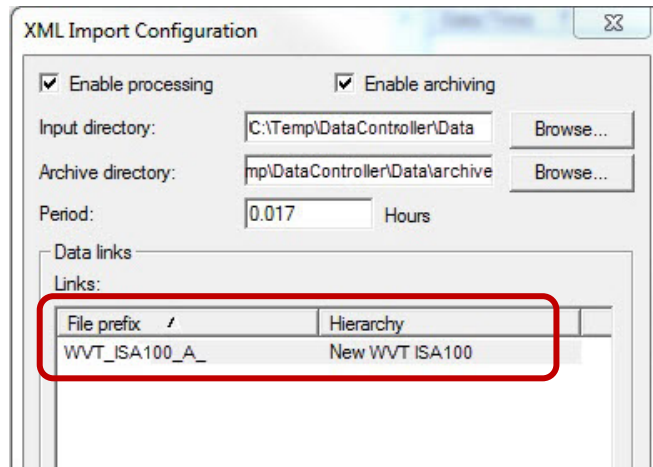 XML Import Configuration
Enable processing Enable archiving
Input directory: C:\Temp\DataController\Data Browse...
Archive directory: mp\DataController\Data\archive Browse...
Period: 0.017 Hours
Data links
Links:
File prefix / Hierarchy
WVT_ISA100_A_ New WVT ISA100